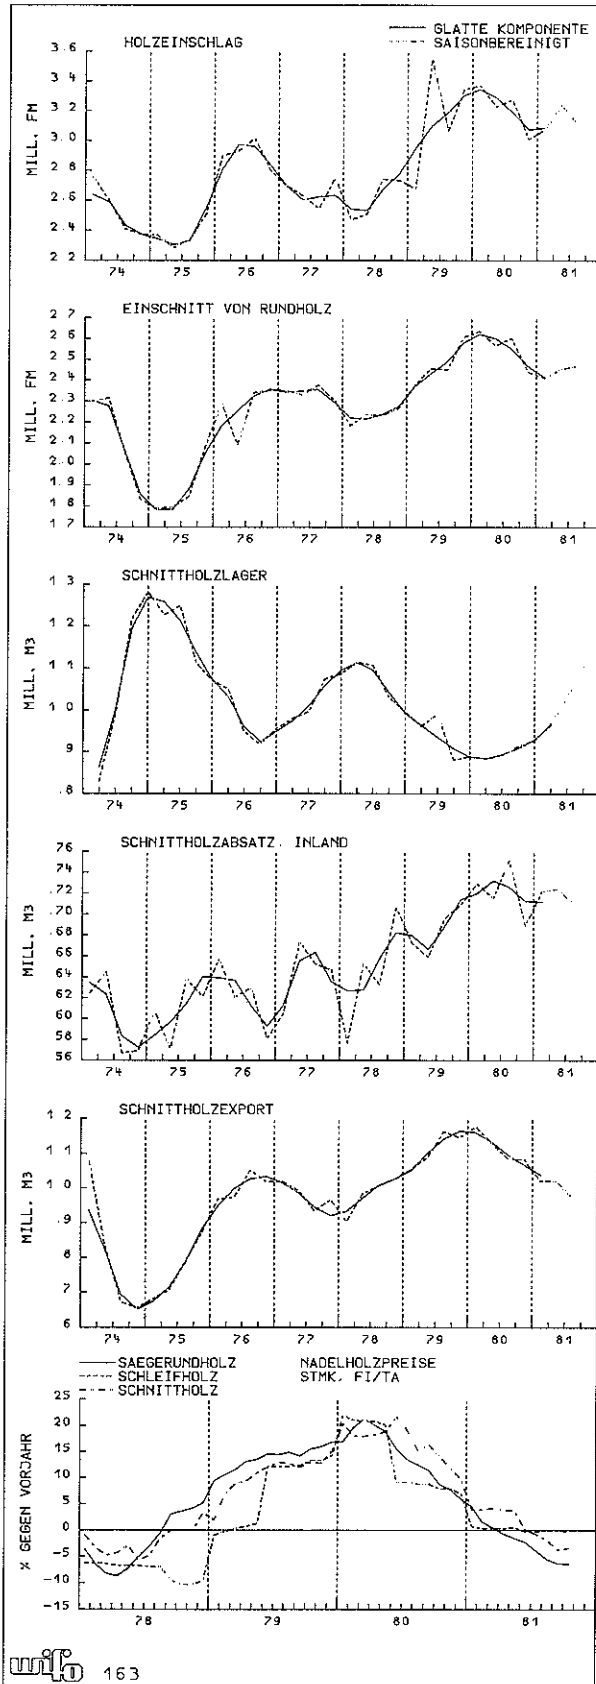 GLATTE KOMPONENTE
SAISONBEREINIGT
HOLZEINSCHLAG
MILL. FM
3.6
3.4
3.2
3.0
2.8
2.6
2.4
2.2
74 75 76 77 78 79 80 81
EINSCHNITT VON RUNDHOLZ
MILL. FM
2.7
2.6
2.5
2.4
2.3
2.2
2.1
2.0
1.9
1.8
1.7
74 75 76 77 78 79 80 81
SCHNITTHOLZLAGER
MILL. M3
1.3
1.2
1.1
1.0
.9
.8
74 75 76 77 78 79 80 81
SCHNITTHOLZABSATZ. INLAND
MILL. M3
.76
.74
.72
.70
.68
.66
.64
.62
.60
.58
.56
74 75 76 77 78 79 80 81
SCHNITTHOLZEXPORT
MILL. M3
1.2
1.1
1.0
.9
.8
.7
.6
74 75 76 77 78 79 80 81
SAEGERUNDHOLZ
SCHLEIFHOLZ
SCHNITTHOLZ
NADELHOLZPREISE
STMK. FI/TA
% GEGEN VORJAHR
25
20
15
10
5
0
-5
-10
-15
78 79 80 81
wifo 163